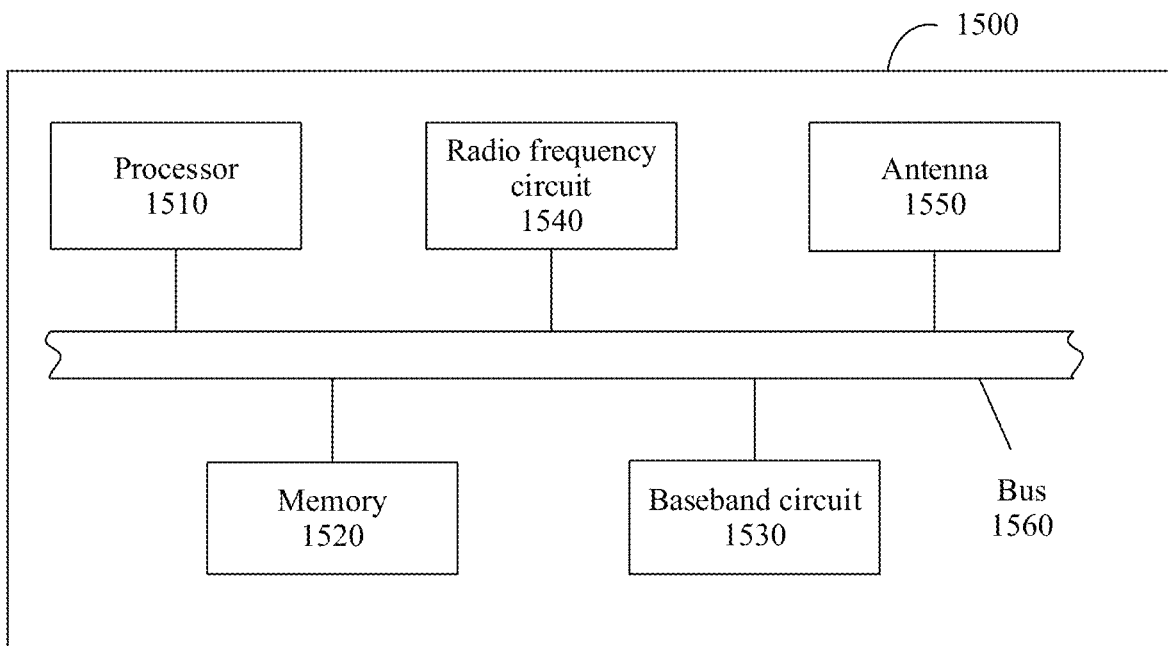 1500
Processor
1510
Radio frequency
circuit
1540
Antenna
1550
Memory
1520
Baseband circuit
1530
Bus
1560